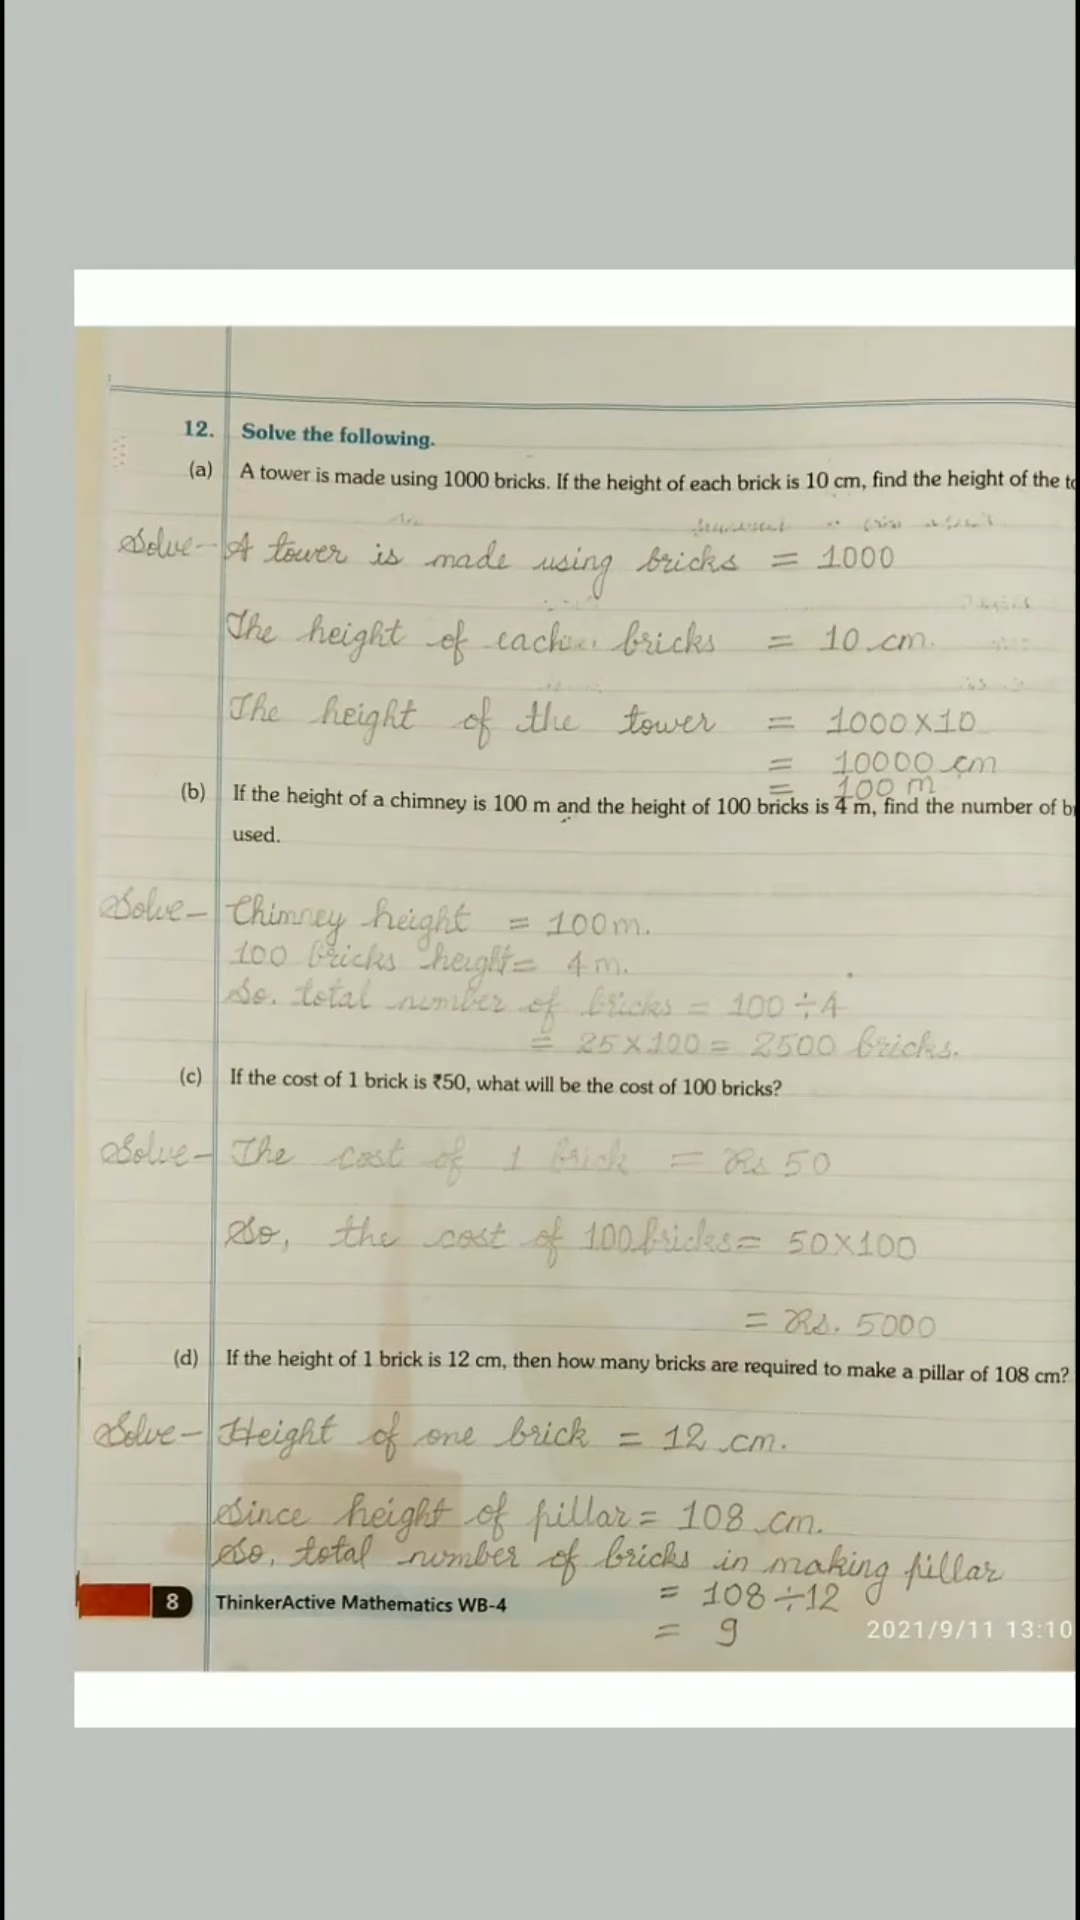 12. Solve the following.
(a) A tower is made using 1000 bricks. If the height of each brick is 10 cm, find the height of the to
Solve- A tower is made using bricks = 1000
The height of each bricks = 10 cm.
The height of the tower = 1000 x 10
= 10000 cm
= 100 m
(b) If the height of a chimney is 100 m and the height of 100 bricks is 4 m, find the number of b
used.
Solve- Chimney height = 100m.
100 bricks height = 4 m.
So, total number of bricks = 100 ÷ 4
= 25 x 100 = 2500 bricks.
(c) If the cost of 1 brick is ₹50, what will be the cost of 100 bricks?
Solve- The cost of 1 brick = Rs 50
So, the cost of 100 bricks = 50 x 100
= Rs. 5000
(d) If the height of 1 brick is 12 cm, then how many bricks are required to make a pillar of 108 cm?
Solve- Height of one brick = 12 cm.
Since height of pillar = 108 cm.
So, total number of bricks in making pillar
= 108 ÷ 12
= 9
8 ThinkerActive Mathematics WB-4
2021/9/11 13:10